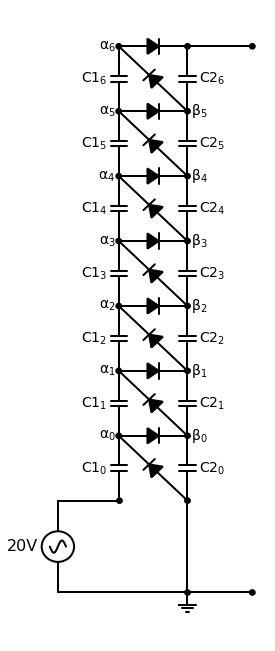 α₆
C1₆ C2₆
α₅ β₅
C1₅ C2₅
α₄ β₄
C1₄ C2₄
α₃ β₃
C1₃ C2₃
α₂ β₂
C1₂ C2₂
α₁ β₁
C1₁ C2₁
α₀ β₀
C1₀ C2₀
20V